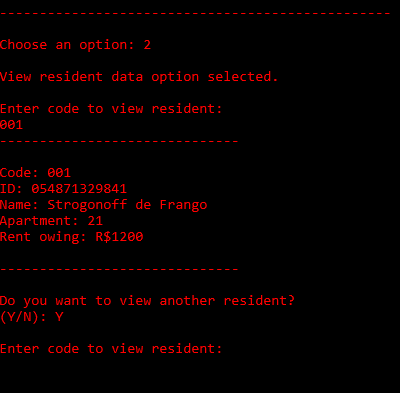 -------------------------------------------------
Choose an option: 2
View resident data option selected.
Enter code to view resident:
001
------------------------------
Code: 001
ID: 054871329841
Name: Strogonoff de Frango
Apartment: 21
Rent owing: R$1200
------------------------------
Do you want to view another resident?
(Y/N): Y
Enter code to view resident: